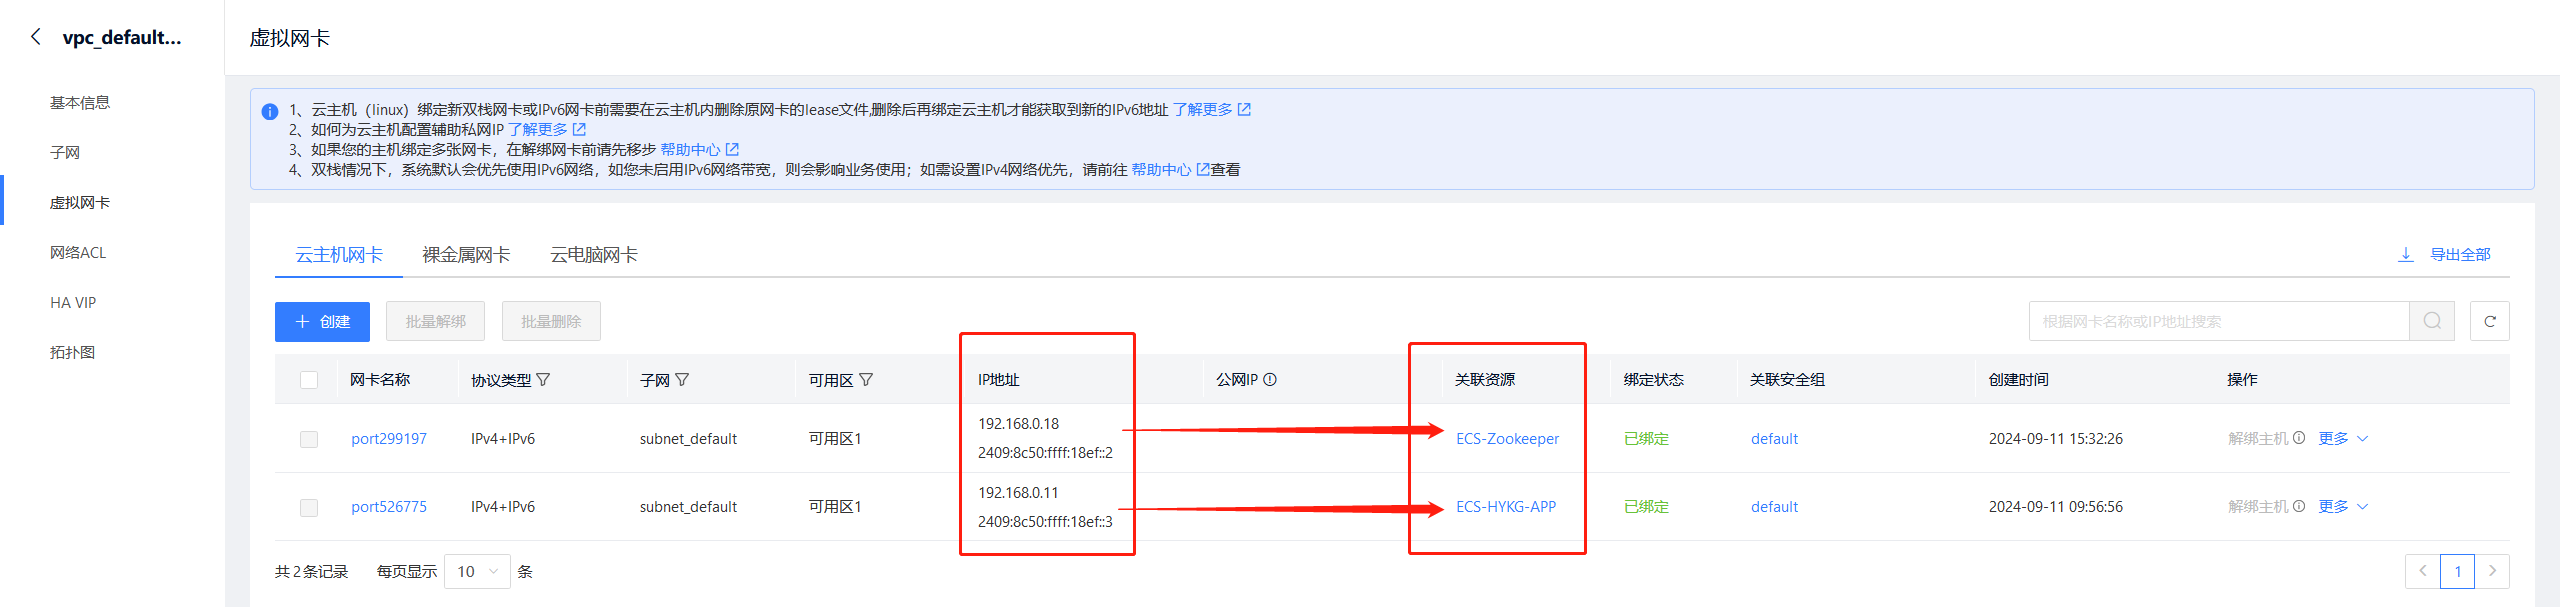 vpc_default...
基本信息
子网
虚拟网卡
网络ACL
HA VIP
拓扑图
虚拟网卡
1、云主机（linux）绑定新双栈网卡或IPv6网卡前需要在云主机内删除原网卡的lease文件,删除后再绑定云主机才能获取到新的IPv6地址 了解更多
2、如何为云主机配置辅助私网IP 了解更多
3、如果您的主机绑定多张网卡，在解绑网卡前请先移步 帮助中心
4、双栈情况下，系统默认会优先使用IPv6网络，如您未启用IPv6网络带宽，则会影响业务使用；如需设置IPv4网络优先，请前往 帮助中心 查看
云主机网卡 裸金属网卡 云电脑网卡 导出全部
创建 批量解绑 批量删除 根据网卡名称或IP地址搜索
网卡名称 协议类型 子网 可用区 IP地址 公网IP 关联资源 绑定状态 关联安全组 创建时间 操作
192.168.0.18
port299197 IPv4+IPv6 subnet_default 可用区1 ECS-Zookeeper 已绑定 default 2024-09-11 15:32:26 解绑主机 更多
2409:8c50:ffff:18ef::2
192.168.0.11
port526775 IPv4+IPv6 subnet_default 可用区1 ECS-HYKG-APP 已绑定 default 2024-09-11 09:56:56 解绑主机 更多
2409:8c50:ffff:18ef::3
共2条记录 每页显示 10 条 1